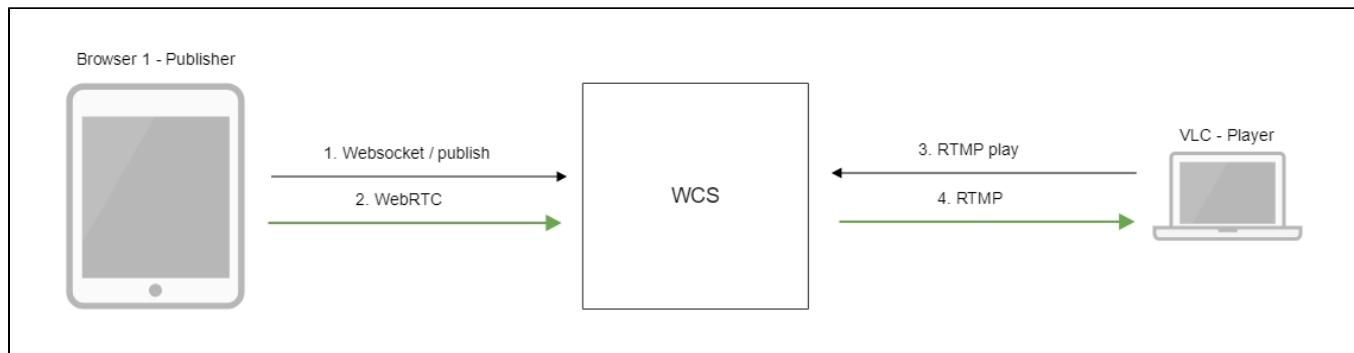 Browser 1 - Publisher
1. Websocket / publish
2. WebRTC
WCS
3. RTMP play
4. RTMP
VLC - Player